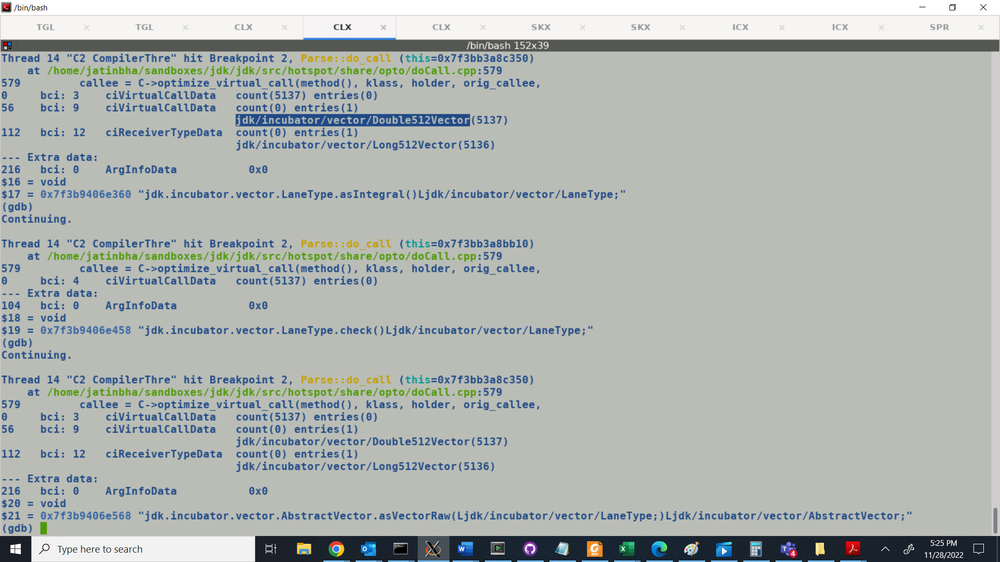 /bin/bash
TGL × TGL × CLX × CLX × CLX × SKX × SKX × ICX × ICX × SPR ×
/bin/bash 152x39
Thread 14 "C2 CompilerThre" hit Breakpoint 2, Parse::do_call (this=0x7f3bb3a8c350)
    at /home/jatinbha/sandboxes/jdk/jdk/src/hotspot/share/opto/doCall.cpp:579
579         callee = C->optimize_virtual_call(method(), klass, holder, orig_callee,
0     bci: 3    ciVirtualCallData   count(5137) entries(0)
56    bci: 9    ciVirtualCallData   count(0) entries(1)
                                    jdk/incubator/vector/Double512Vector(5137)
112   bci: 12   ciReceiverTypeData  count(0) entries(1)
                                    jdk/incubator/vector/Long512Vector(5136)
--- Extra data:
216   bci: 0    ArgInfoData           0x0
$16 = void
$17 = 0x7f3b9406e360 "jdk.incubator.vector.LaneType.asIntegral()Ljdk/incubator/vector/LaneType;"
(gdb)
Continuing.
Thread 14 "C2 CompilerThre" hit Breakpoint 2, Parse::do_call (this=0x7f3bb3a8bb10)
    at /home/jatinbha/sandboxes/jdk/jdk/src/hotspot/share/opto/doCall.cpp:579
579         callee = C->optimize_virtual_call(method(), klass, holder, orig_callee,
0     bci: 4    ciVirtualCallData   count(5137) entries(0)
--- Extra data:
104   bci: 0    ArgInfoData           0x0
$18 = void
$19 = 0x7f3b9406e458 "jdk.incubator.vector.LaneType.check()Ljdk/incubator/vector/LaneType;"
(gdb)
Continuing.
Thread 14 "C2 CompilerThre" hit Breakpoint 2, Parse::do_call (this=0x7f3bb3a8c350)
    at /home/jatinbha/sandboxes/jdk/jdk/src/hotspot/share/opto/doCall.cpp:579
579         callee = C->optimize_virtual_call(method(), klass, holder, orig_callee,
0     bci: 3    ciVirtualCallData   count(5137) entries(0)
56    bci: 9    ciVirtualCallData   count(0) entries(1)
                                    jdk/incubator/vector/Double512Vector(5137)
112   bci: 12   ciReceiverTypeData  count(0) entries(1)
                                    jdk/incubator/vector/Long512Vector(5136)
--- Extra data:
216   bci: 0    ArgInfoData           0x0
$20 = void
$21 = 0x7f3b9406e568 "jdk.incubator.vector.AbstractVector.asVectorRaw(Ljdk/incubator/vector/LaneType;)Ljdk/incubator/vector/AbstractVector;"
(gdb)
Type here to search
4
5:25 PM
11/28/2022